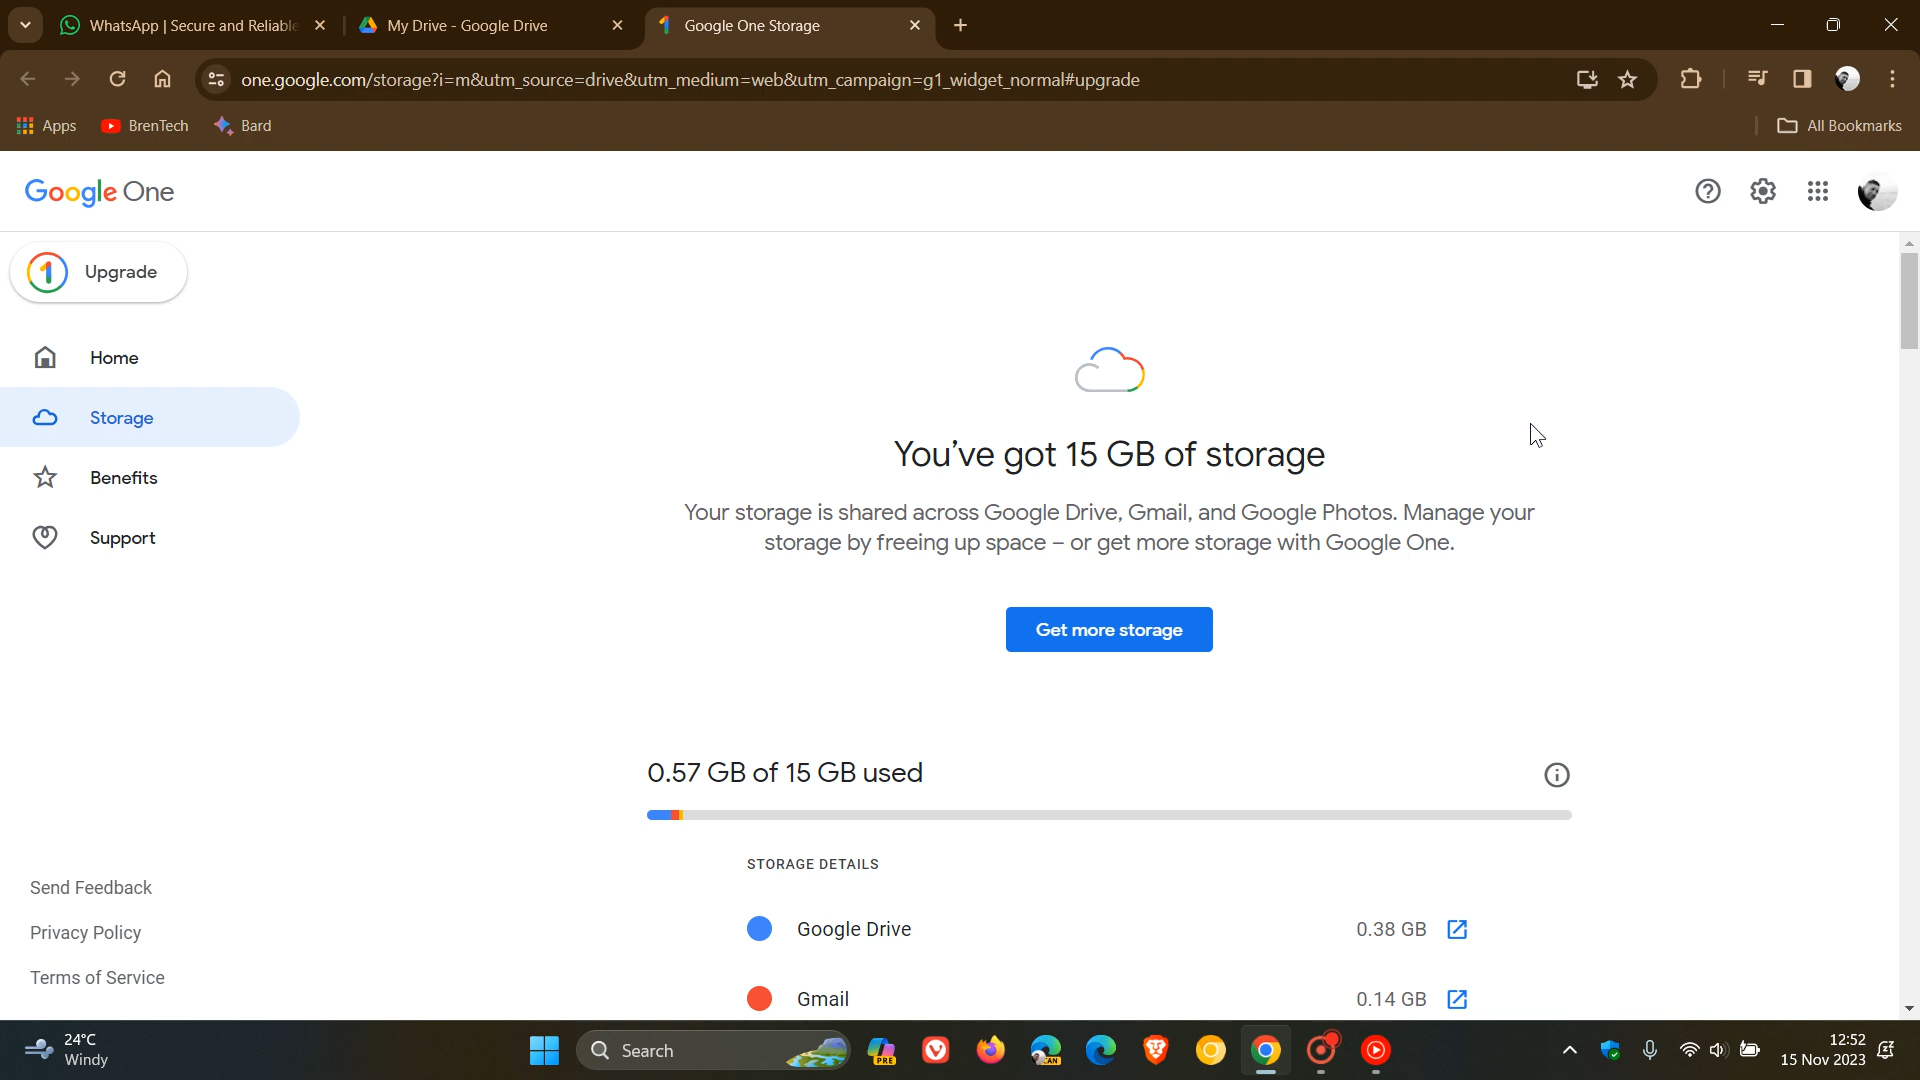 WhatsApp | Secure and Reliable
My Drive - Google Drive
Google One Storage
one.google.com/storage?i=m&utm_source=drive&utm_medium=web&utm_campaign=g1_widget_normal#upgrade
Apps
BrenTech
Bard
All Bookmarks
Google One
Upgrade
Home
Storage
Benefits
Support
You've got 15 GB of storage
Your storage is shared across Google Drive, Gmail, and Google Photos. Manage your
storage by freeing up space – or get more storage with Google One.
Get more storage
0.57 GB of 15 GB used
STORAGE DETAILS
Google Drive
0.38 GB
Gmail
0.14 GB
Send Feedback
Privacy Policy
Terms of Service
24°C
Windy
Search
PRE
CAN
12:52
15 Nov 2023